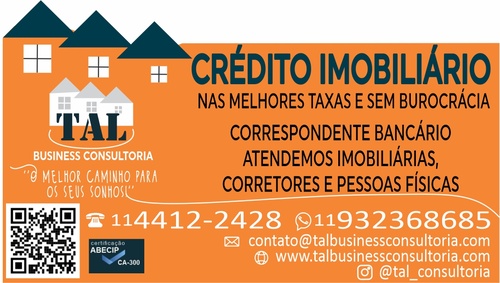 CRÉDITO IMOBILIÁRIO
NAS MELHORES TAXAS E SEM BUROCRÁCIA
CORRESPONDENTE BANCÁRIO
ATENDEMOS IMOBILIÁRIAS,
CORRETORES E PESSOAS FÍSICAS
TAL
BUSINESS CONSULTORIA
"O MELHOR CAMINHO PARA
OS SEUS SONHOS!"
11 4412-2428 11 932368685
contato@talbusinessconsultoria.com
www.talbusinessconsultoria.com
@tal_consultoria
certificação
ABECIP
CA-300